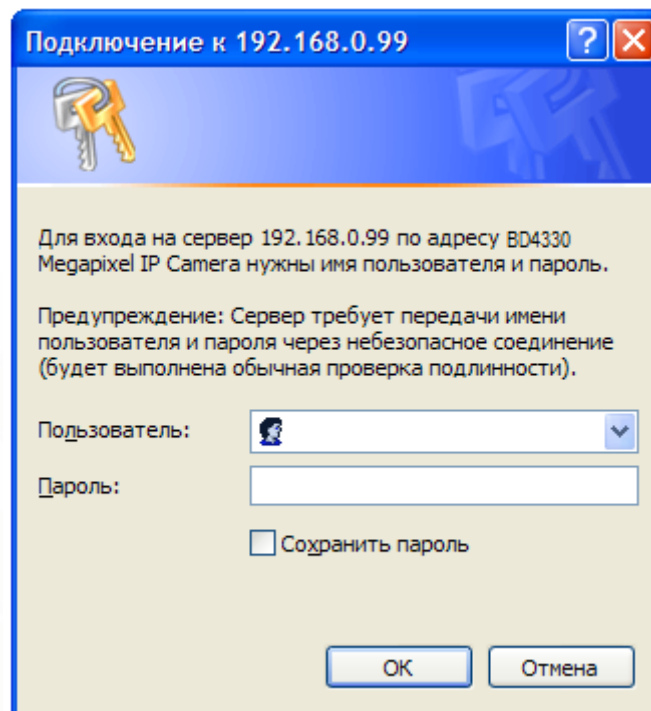 Подключение к 192.168.0.99
Для входа на сервер 192.168.0.99 по адресу BD4330
Megapixel IP Camera нужны имя пользователя и пароль.
Предупреждение: Сервер требует передачи имени
пользователя и пароля через небезопасное соединение
(будет выполнена обычная проверка подлинности).
Пользователь:
Пароль:
Сохранить пароль
ОК Отмена